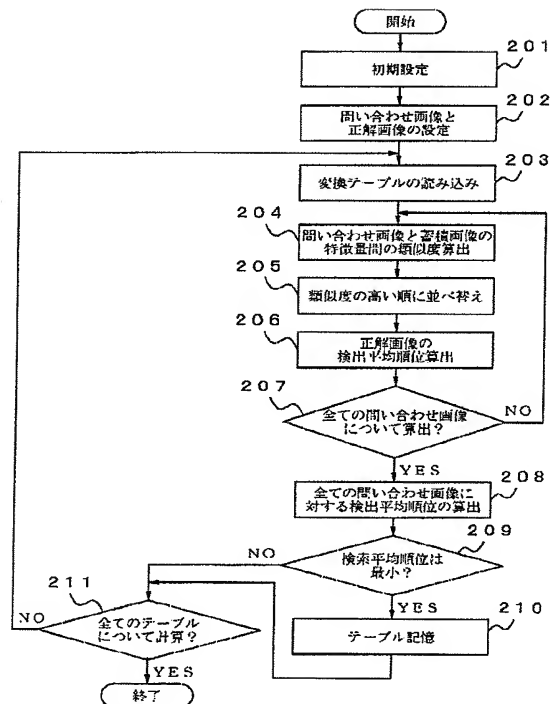 開始
201
初期設定
202
問い合わせ画像と
正解画像の設定
203
変換テーブルの読み込み
204
問い合わせ画像と蓄積画像の
特徴量間の類似度算出
205
類似度の高い順に並べ替え
206
正解画像の
検出平均順位算出
207
全ての問い合わせ画像
について算出?
NO
YES
208
全ての問い合わせ画像に
対する検出平均順位の算出
209
検索平均順位は
最小?
NO
YES
210
テーブル記憶
211
全てのテーブル
について計算?
NO
YES
終了